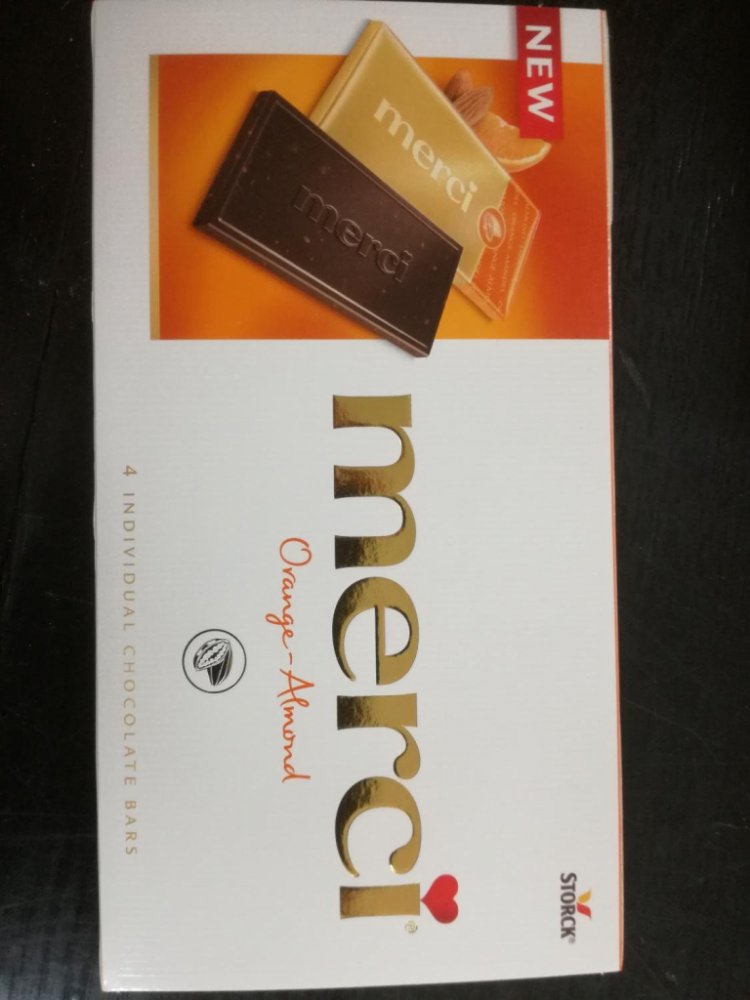 NEW
merci
merci
STORCK®
merci®
Orange-Almond
4 INDIVIDUAL CHOCOLATE BARS